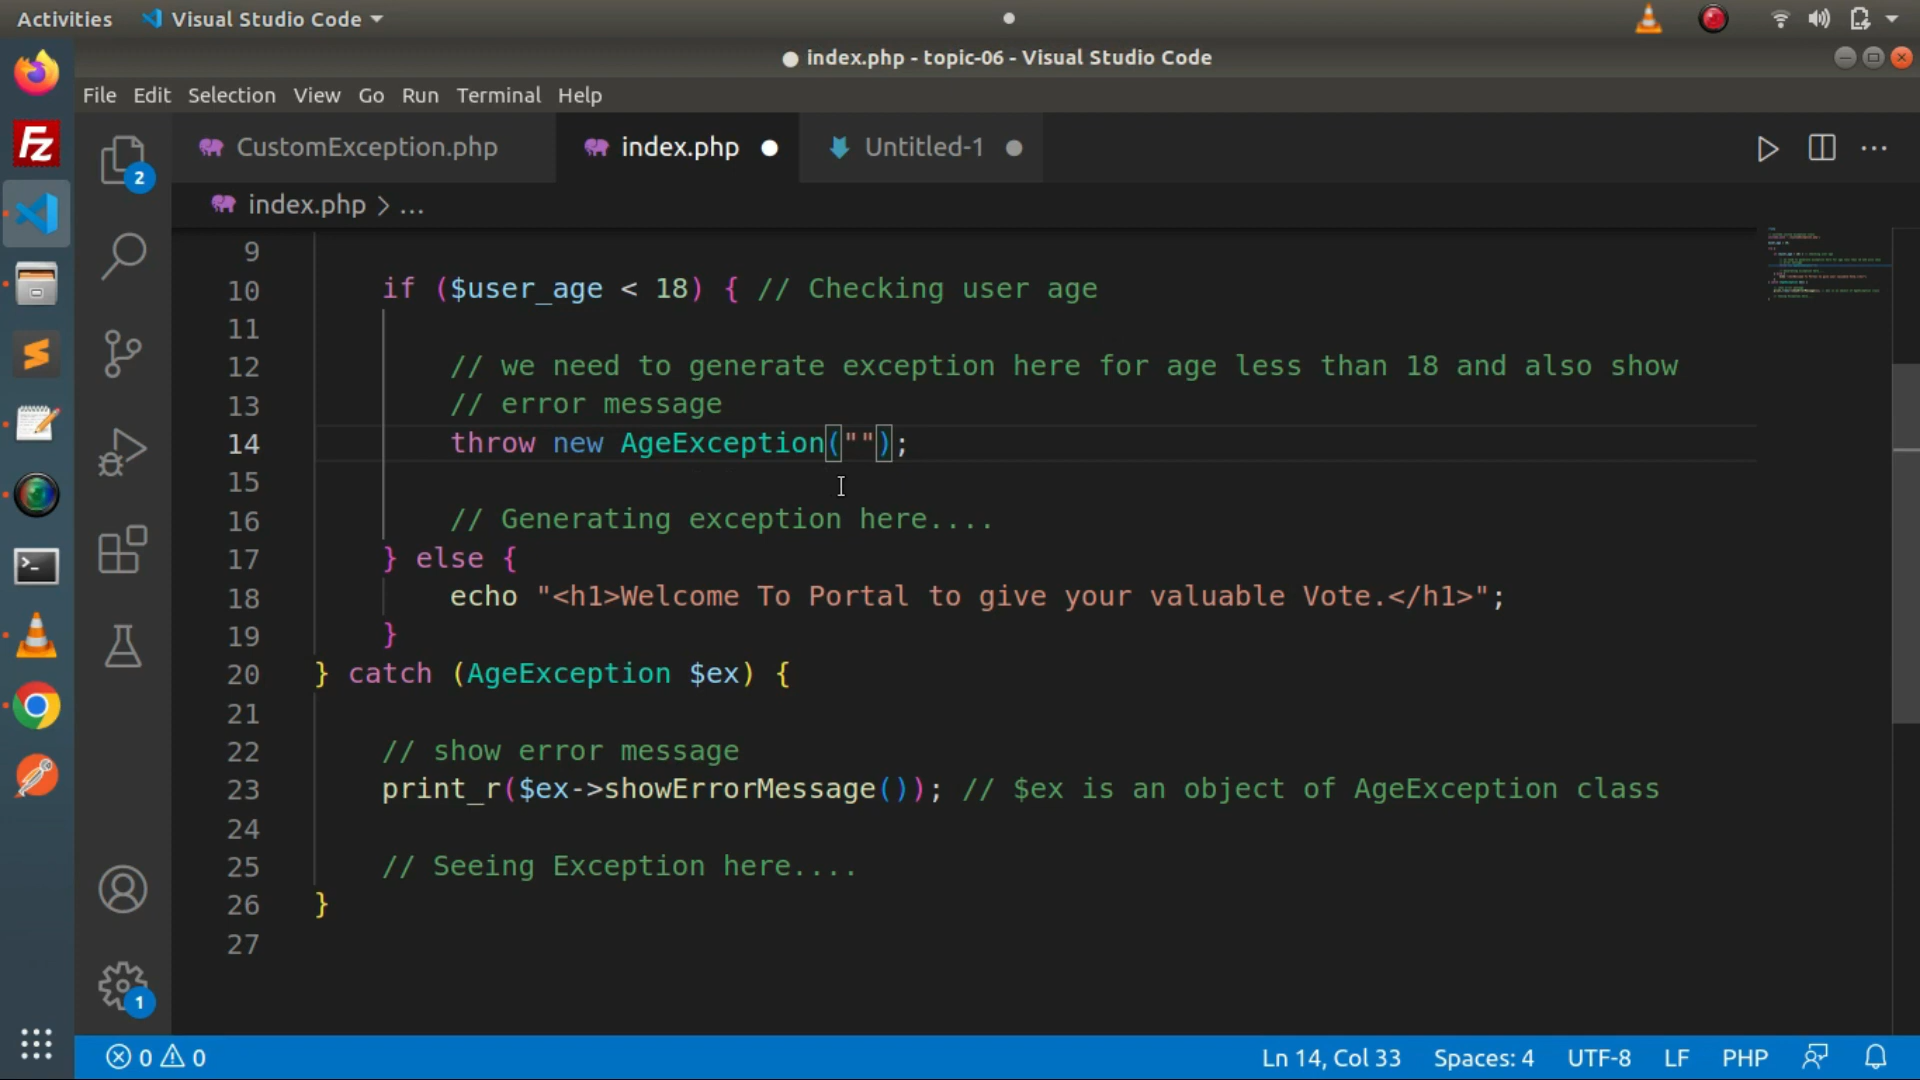 Activities Visual Studio Code
index.php - topic-06 - Visual Studio Code
File Edit Selection View Go Run Terminal Help
CustomException.php index.php Untitled-1
index.php > ...
9
10 if ($user_age < 18) { // Checking user age
11
12 // we need to generate exception here for age less than 18 and also show
13 // error message
14 throw new AgeException("");
15
16 // Generating exception here....
17 } else {
18 echo "<h1>Welcome To Portal to give your valuable Vote.</h1>";
19 }
20 } catch (AgeException $ex) {
21
22 // show error message
23 print_r($ex->showErrorMessage()); // $ex is an object of AgeException class
24
25 // Seeing Exception here....
26 }
27
2
1
Fz
0 0 Ln 14, Col 33 Spaces: 4 UTF-8 LF PHP